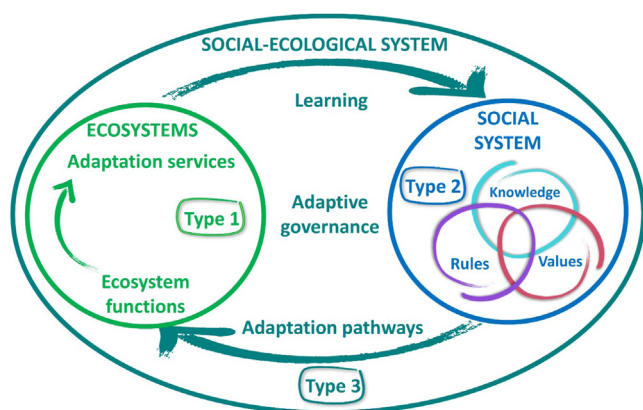 SOCIAL-ECOLOGICAL SYSTEM
Learning
ECOSYSTEMS
Adaptation services
Type 1
Ecosystem
functions
Adaptive
governance
SOCIAL
SYSTEM
Type 2
Knowledge
Rules
Values
Adaptation pathways
Type 3